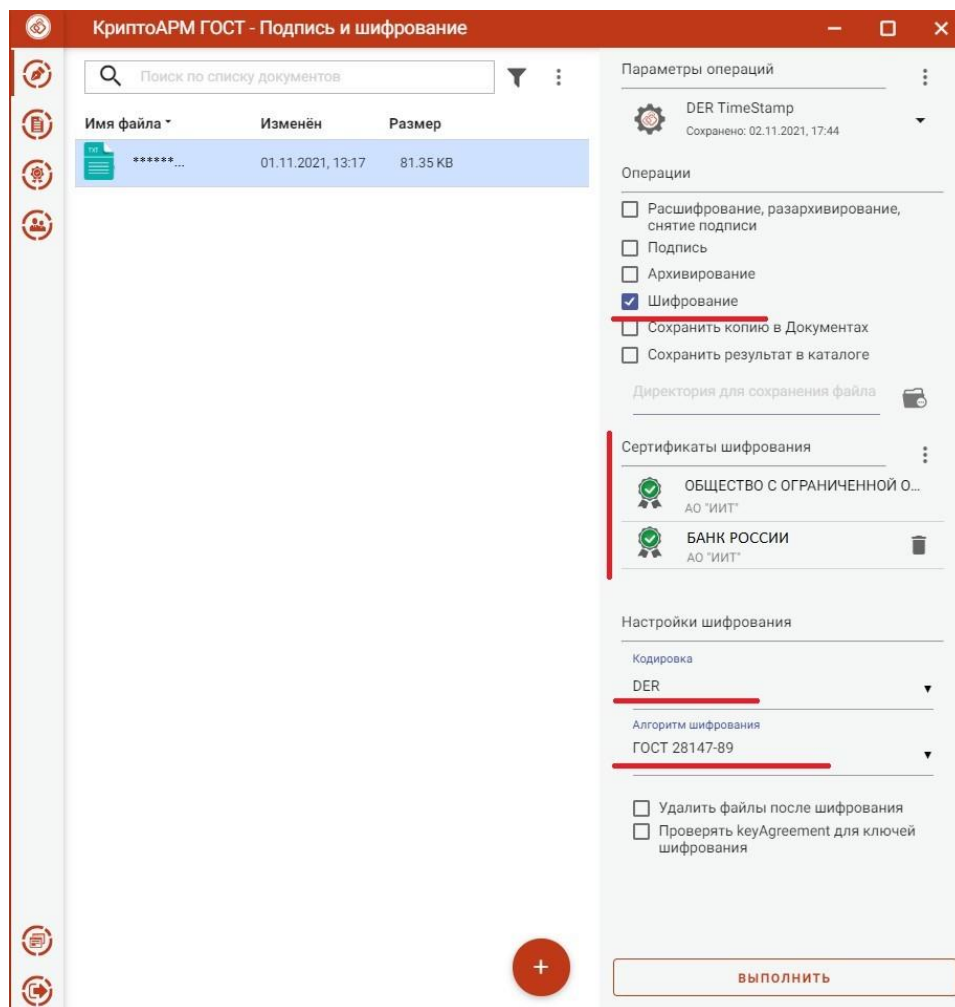 КриптоАРМ ГОСТ - Подпись и шифрование
Поиск по списку документов
Имя файла Изменён Размер
TXT ******... 01.11.2021, 13:17 81.35 KB
Параметры операций
DER TimeStamp
Сохранено: 02.11.2021, 17:44
Операции
Расшифрование, разархивирование,
снятие подписи
Подпись
Архивирование
Шифрование
Сохранить копию в Документах
Сохранить результат в каталоге
Директория для сохранения файла
Сертификаты шифрования
ОБЩЕСТВО С ОГРАНИЧЕННОЙ О...
АО "ИИТ"
БАНК РОССИИ
АО "ИИТ"
Настройки шифрования
Кодировка
DER
Алгоритм шифрования
ГОСТ 28147-89
Удалить файлы после шифрования
Проверять keyAgreement для ключей
шифрования
+
ВЫПОЛНИТЬ